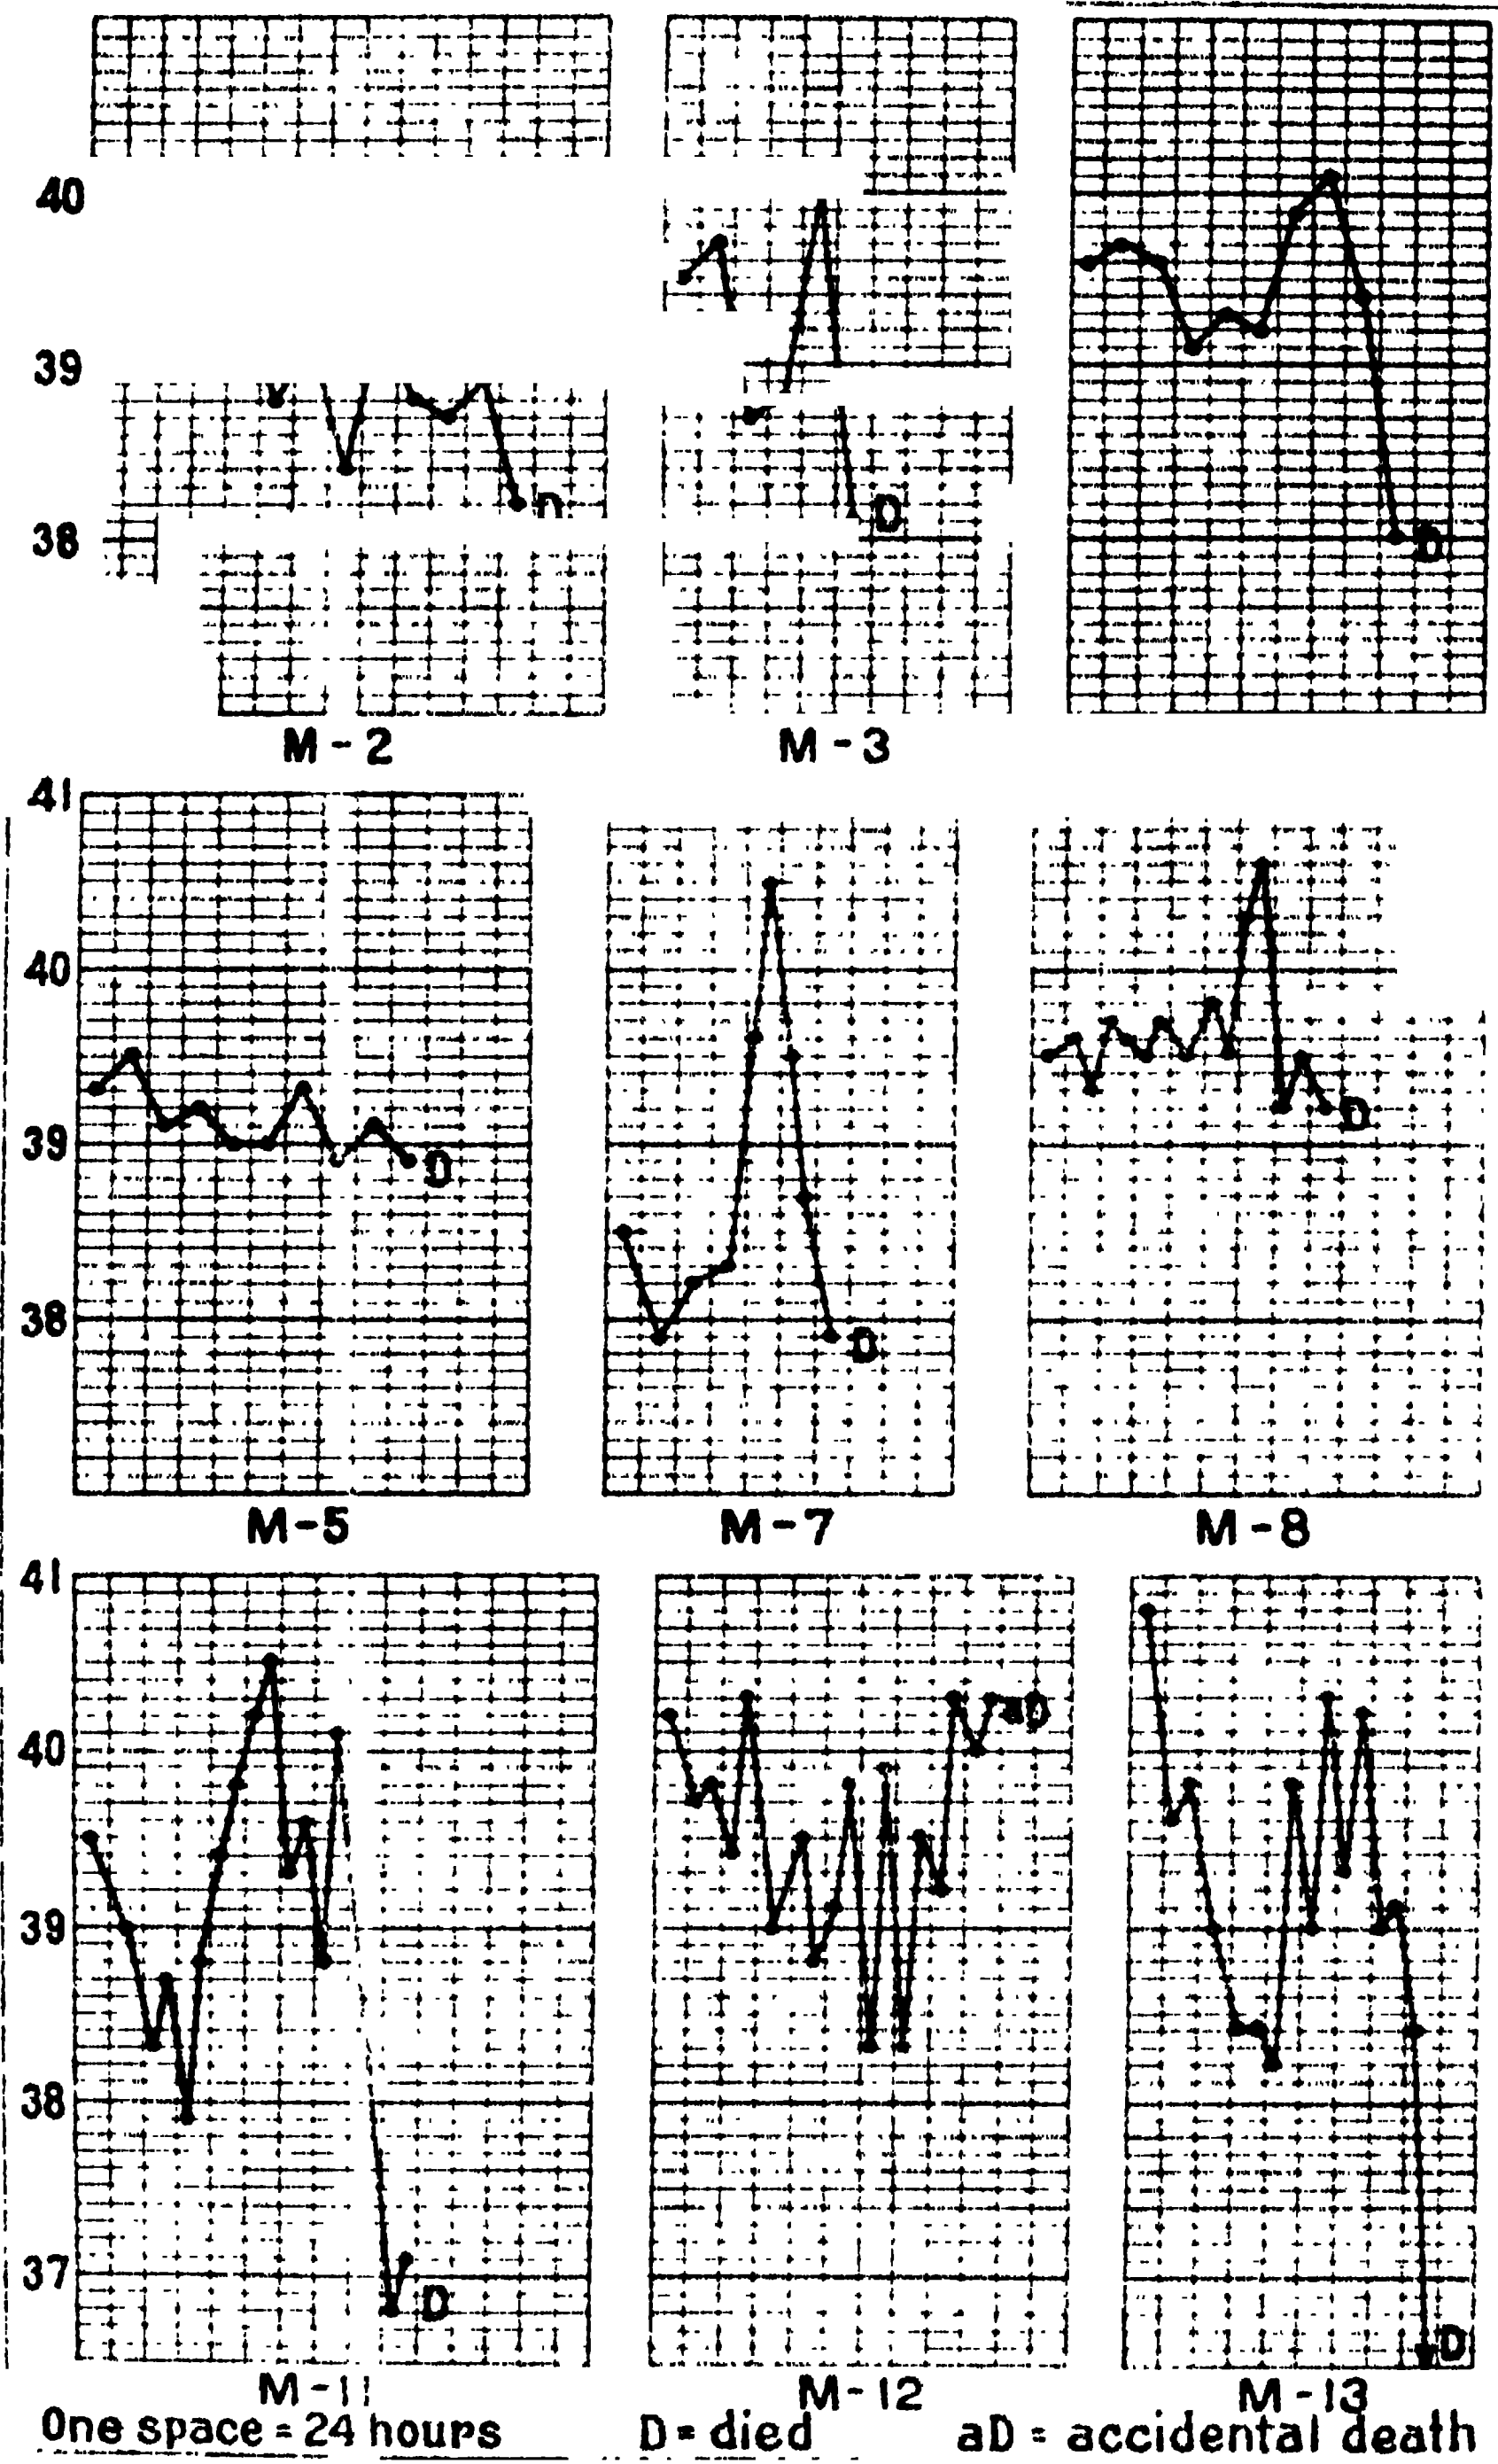 40
39
38
D
D
D
M-2
M-3
41
40
39
38
D
D
D
M-5
M-7
M-8
41
40
39
38
37
aD
D
D
M-11
M-12
M-13
One space = 24 hours
D = died
aD = accidental death